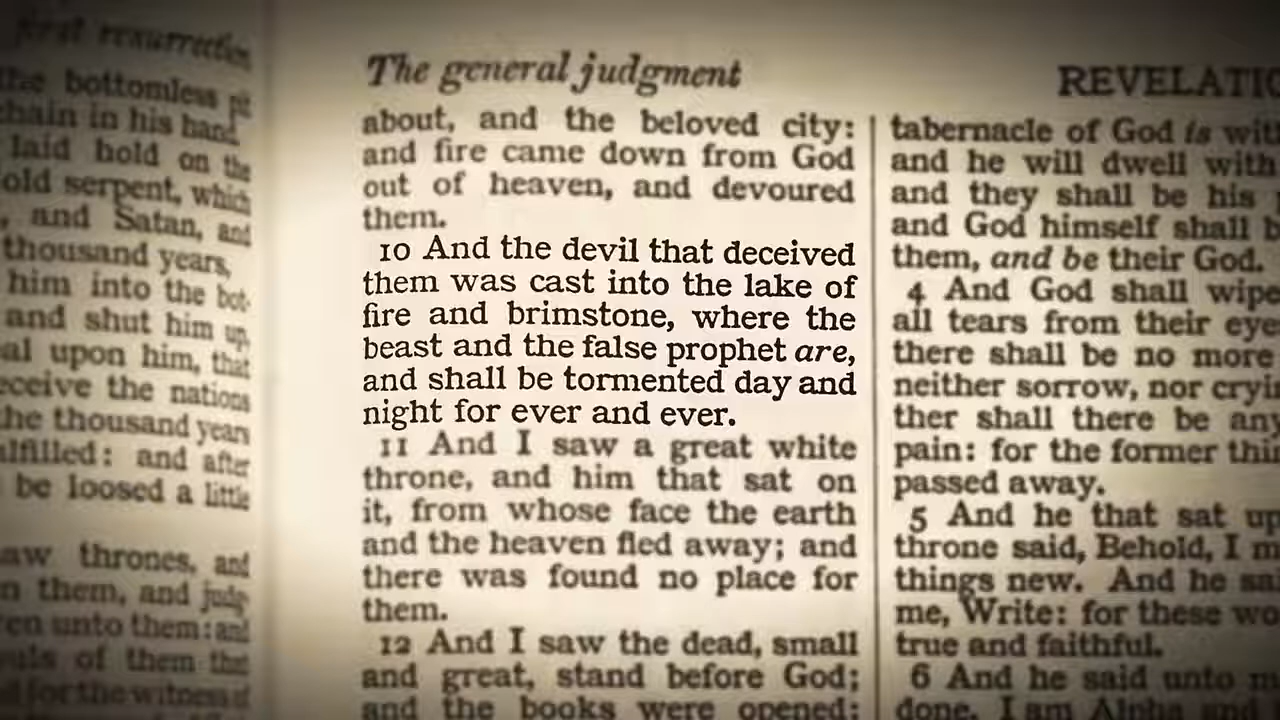 first resurrection
the bottomless pit
chain in his hand.
laid hold on the
old serpent, which
, and Satan, and
thousand years,
him into the bot-
and shut him up,
al upon him, that
eceive the nations
the thousand years
ulfilled: and after
be loosed a little
aw thrones, and
n them, and judg
en unto them: and
uls of them that
d for the witness of
The general judgment
about, and the beloved city:
and fire came down from God
out of heaven, and devoured
them.
10 And the devil that deceived
them was cast into the lake of
fire and brimstone, where the
beast and the false prophet are,
and shall be tormented day and
night for ever and ever.
11 And I saw a great white
throne, and him that sat on
it, from whose face the earth
and the heaven fled away; and
there was found no place for
them.
12 And I saw the dead, small
and great, stand before God;
and the books were opened:
REVELATIO
tabernacle of God is with
and he will dwell with
and they shall be his
and God himself shall b
them, and be their God.
4 And God shall wipe
all tears from their eye
there shall be no more
neither sorrow, nor cryin
ther shall there be any
pain: for the former thin
passed away.
5 And he that sat up
throne said, Behold, I m
things new. And he sai
me, Write: for these wo
true and faithful.
6 And he said unto m
done. I am Alpha and